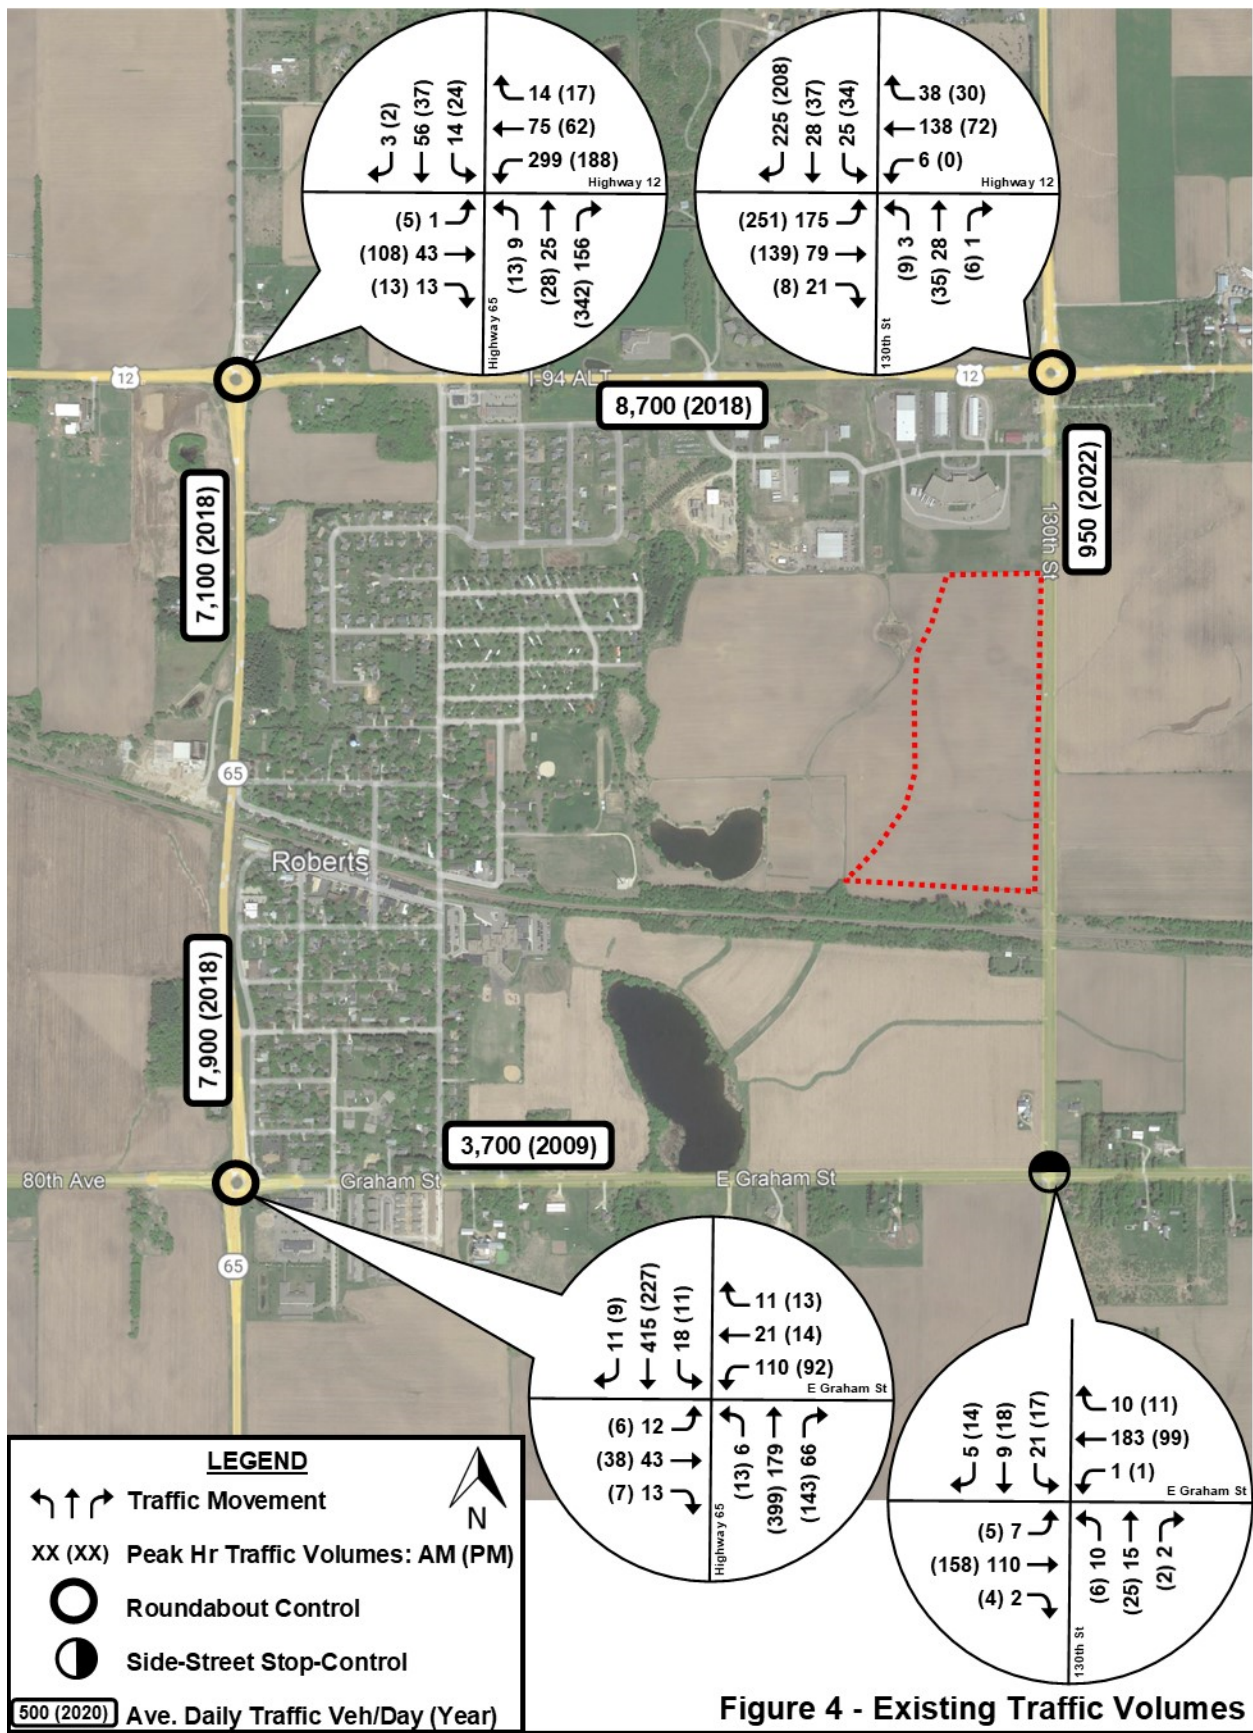 3 (2)
56 (37)
14 (24)
14 (17)
75 (62)
299 (188)
Highway 12
(5) 1
(108) 43
(13) 13
(13) 9
(28) 25
(342) 156
Highway 65
225 (208)
28 (37)
25 (34)
38 (30)
138 (72)
6 (0)
Highway 12
(251) 175
(139) 79
(8) 21
(9) 3
(35) 28
(6) 1
130th St
12
I-94 ALT
12
8,700 (2018)
7,100 (2018)
950 (2022)
130th St
65
Roberts
7,900 (2018)
3,700 (2009)
80th Ave
Graham St
E Graham St
65
11 (9)
415 (227)
18 (11)
11 (13)
21 (14)
110 (92)
E Graham St
(6) 12
(38) 43
(7) 13
(13) 6
(399) 179
(143) 66
Highway 65
5 (14)
9 (18)
21 (17)
10 (11)
183 (99)
1 (1)
E Graham St
(5) 7
(158) 110
(4) 2
(6) 10
(25) 15
(2) 2
130th St
LEGEND
Traffic Movement
N
XX (XX) Peak Hr Traffic Volumes: AM (PM)
Roundabout Control
Side-Street Stop-Control
500 (2020) Ave. Daily Traffic Veh/Day (Year)
Figure 4 - Existing Traffic Volumes